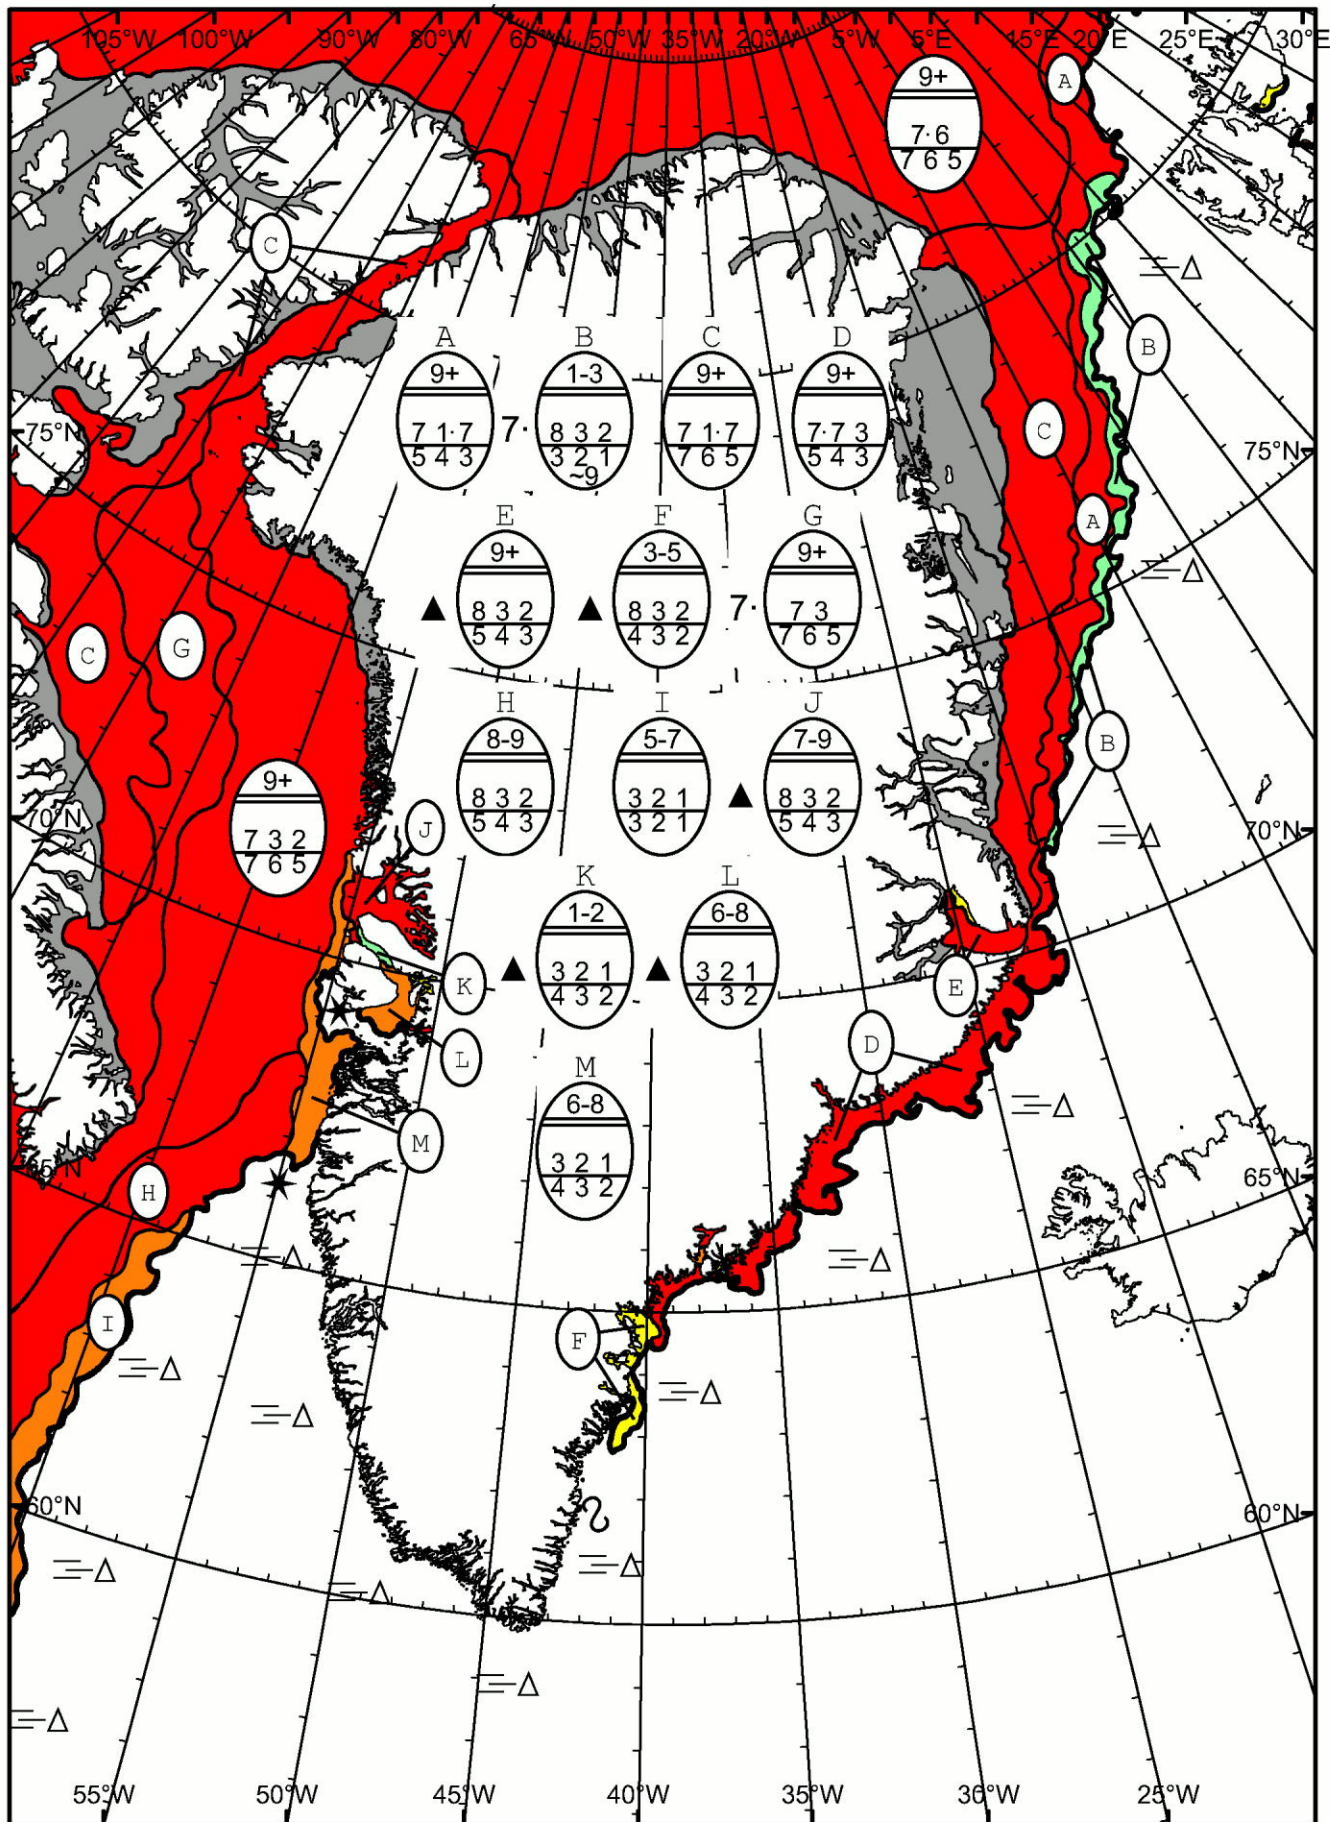 105°W 100°W 90°W 80°W 65°W 50°W 35°W 20°W 5°W 5°E 15°E 20°E 25°E 30°E
A
9+
7·6
7 6 5
C
B
A B C D
9+ 1-3 9+ 9+
7 1·7 7· 8 3 2 7 1·7 7·7 3
5 4 3 3 2 1 7 6 5 5 4 3
~9
75°N C 75°N
A
E F G
9+ 3-5 9+
8 3 2 8 3 2 7· 7 3
5 4 3 4 3 2 7 6 5
C G
B
H I J
8-9 5-7 7-9
8 3 2 3 2 1 8 3 2
5 4 3 3 2 1 5 4 3
9+
7 3 2
7 6 5
70°N J 70°N
K L
1-2 6-8
3 2 1 3 2 1
4 3 2 4 3 2
K E
L D
M
6-8
3 2 1
4 3 2
M
65°N H 65°N
I F
60°N 60°N
55°W 50°W 45°W 40°W 35°W 30°W 25°W